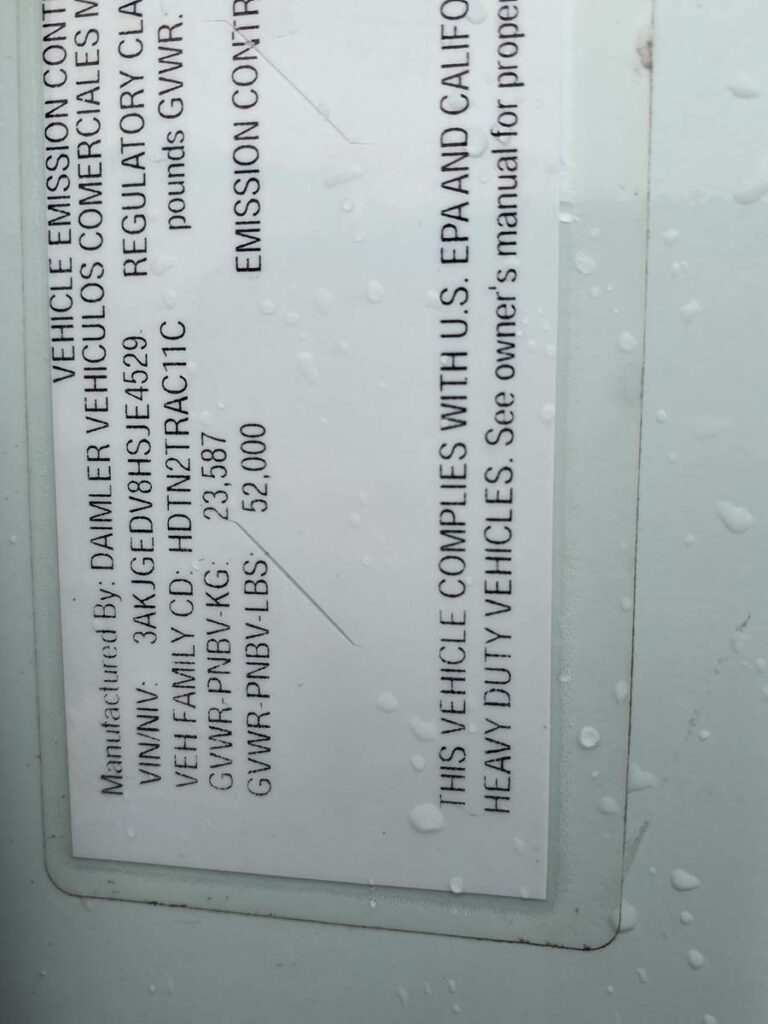 VEHICLE EMISSION CONT
Manufactured By: DAIMLER VEHICULOS COMERCIALES M
VIN/NIV: 3AKJGEDV8HSJE4529 REGULATORY CLA
VEH FAMILY CD: HDTN2TRAC11C pounds GVWR.
GVWR-PNBV-KG: 23,587
GVWR-PNBV-LBS: 52,000 EMISSION CONTR
THIS VEHICLE COMPLIES WITH U.S. EPA AND CALIFO
HEAVY DUTY VEHICLES. See owner's manual for proper